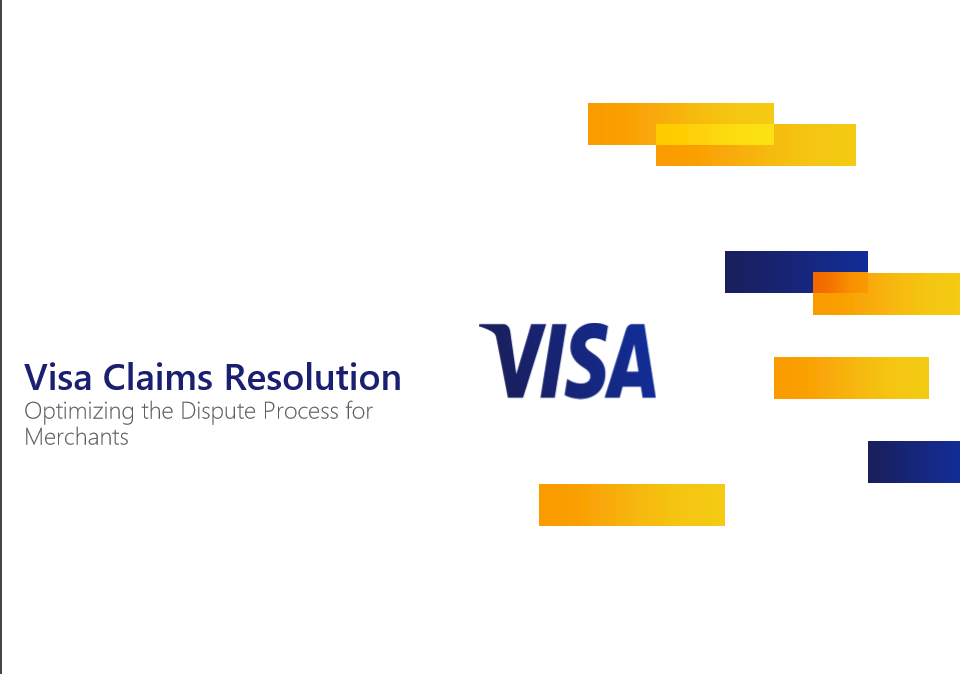 Visa Claims Resolution
Optimizing the Dispute Process for
Merchants
VISA